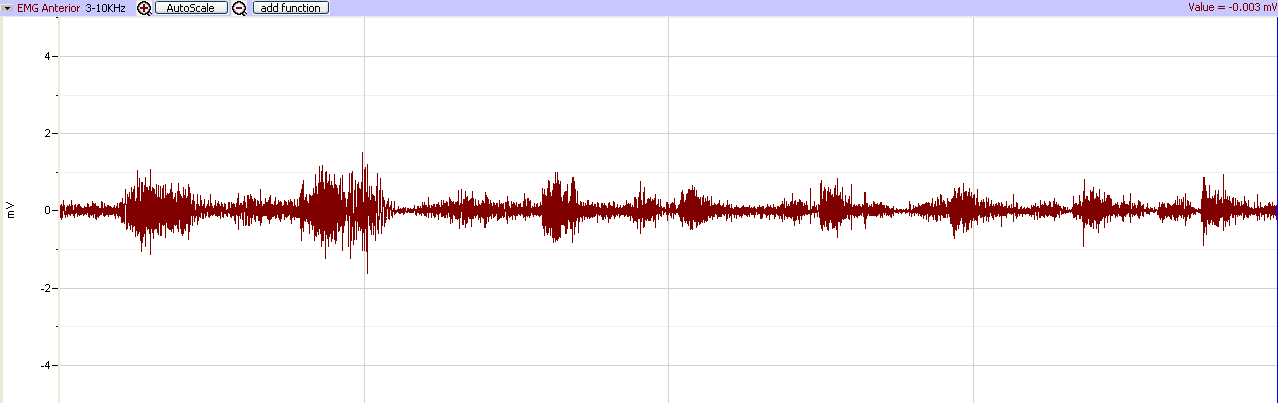 EMG Anterior 3-10KHz AutoScale add function Value = -0.003 mV
4
2
0
-2
-4
mV